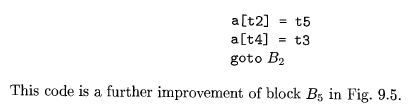 a[t2] = t5
a[t4] = t3
goto B₂
This code is a further improvement of block B₅ in Fig. 9.5.